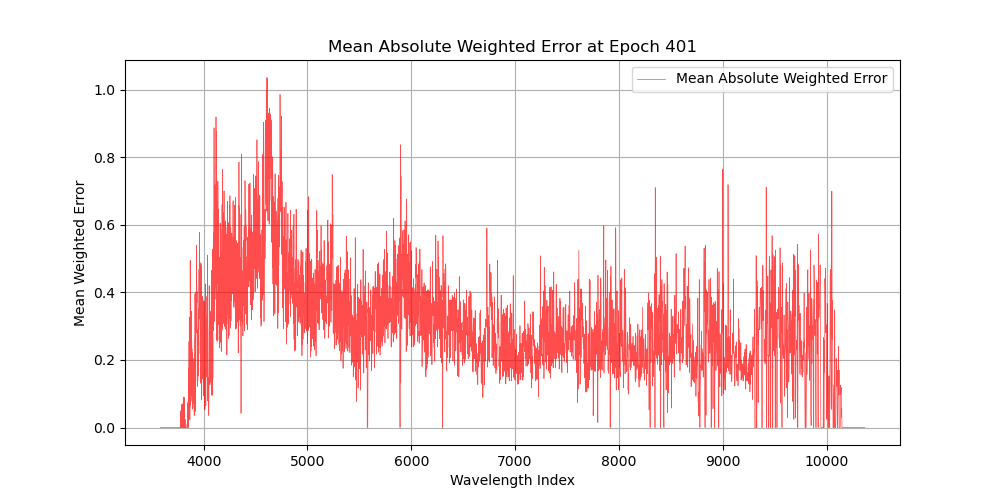 Mean Absolute Weighted Error at Epoch 401
Mean Absolute Weighted Error
Mean Weighted Error
1.0
0.8
0.6
0.4
0.2
0.0
4000 5000 6000 7000 8000 9000 10000
Wavelength Index